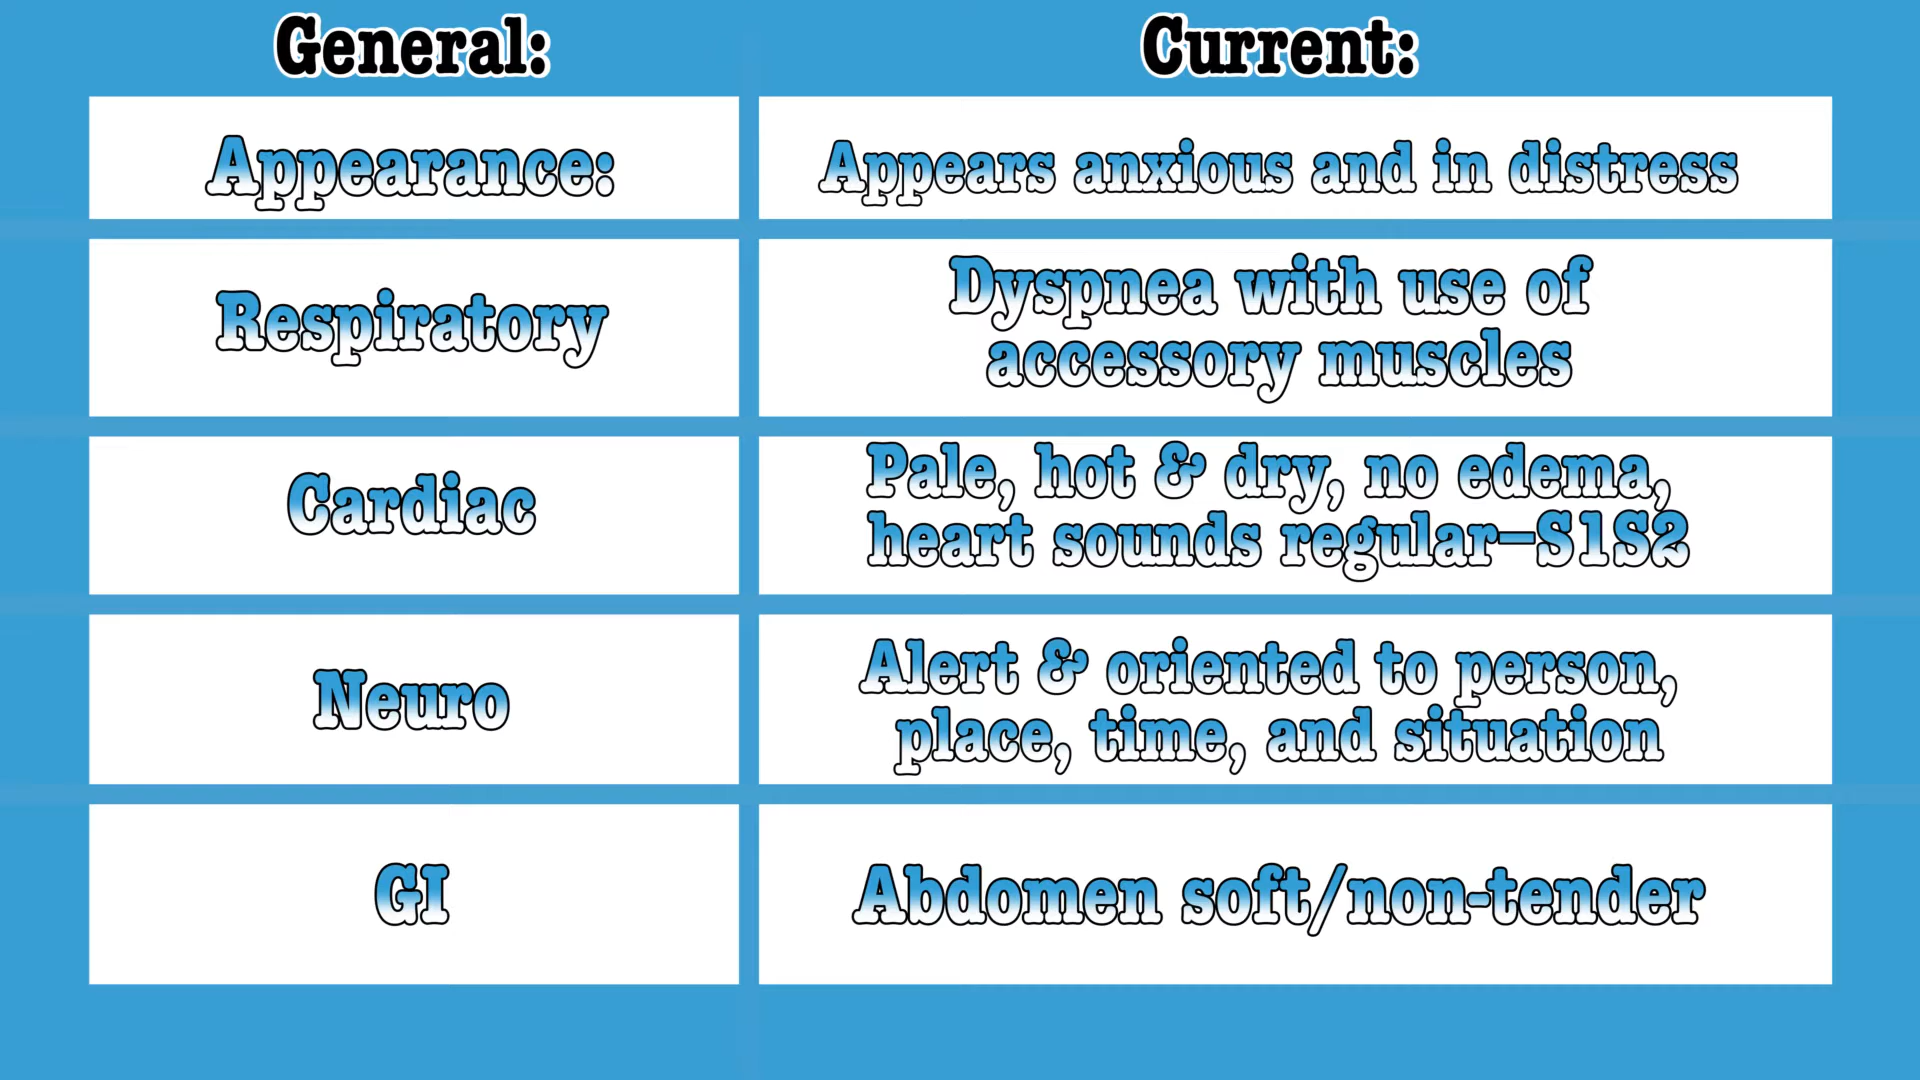 General:
Current:
Appearance:
Appears anxious and in distress
Respiratory
Dyspnea with use of
accessory muscles
Cardiac
Pale, hot & dry, no edema,
heart sounds regular–S1S2
Neuro
Alert & oriented to person,
place, time, and situation
GI
Abdomen soft/non-tender